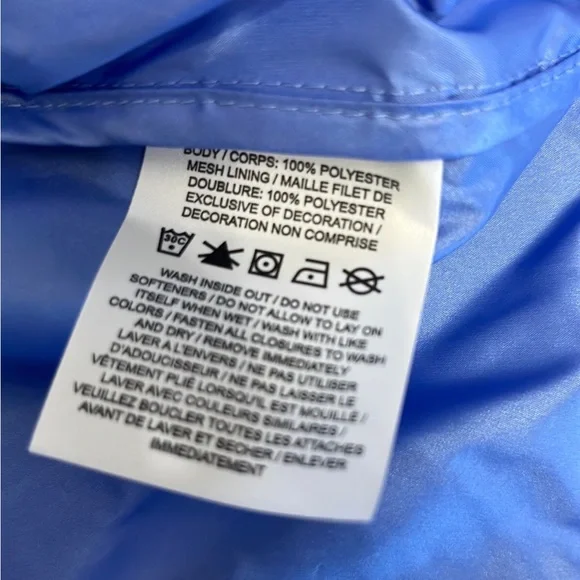 BODY / CORPS: 100% POLYESTER
MESH LINING / MAILLE FILET DE
DOUBLURE: 100% POLYESTER
EXCLUSIVE OF DECORATION /
DECORATION NON COMPRISE
30C
WASH INSIDE OUT / DO NOT USE
SOFTENERS / DO NOT ALLOW TO LAY ON
ITSELF WHEN WET / WASH WITH LIKE
COLORS / FASTEN ALL CLOSURES TO WASH
AND DRY / REMOVE IMMEDIATELY
LAVER A L'ENVERS / NE PAS UTILISER
D'ADOUCISSEUR / NE PAS LAISSER LE
VÊTEMENT PLIÉ LORSQU'IL EST MOUILLÉ /
LAVER AVEC COULEURS SIMILAIRES /
VEUILLEZ BOUCLER TOUTES LES ATTACHES
AVANT DE LAVER ET SECHER / ENLEVER
IMMEDIATEMENT